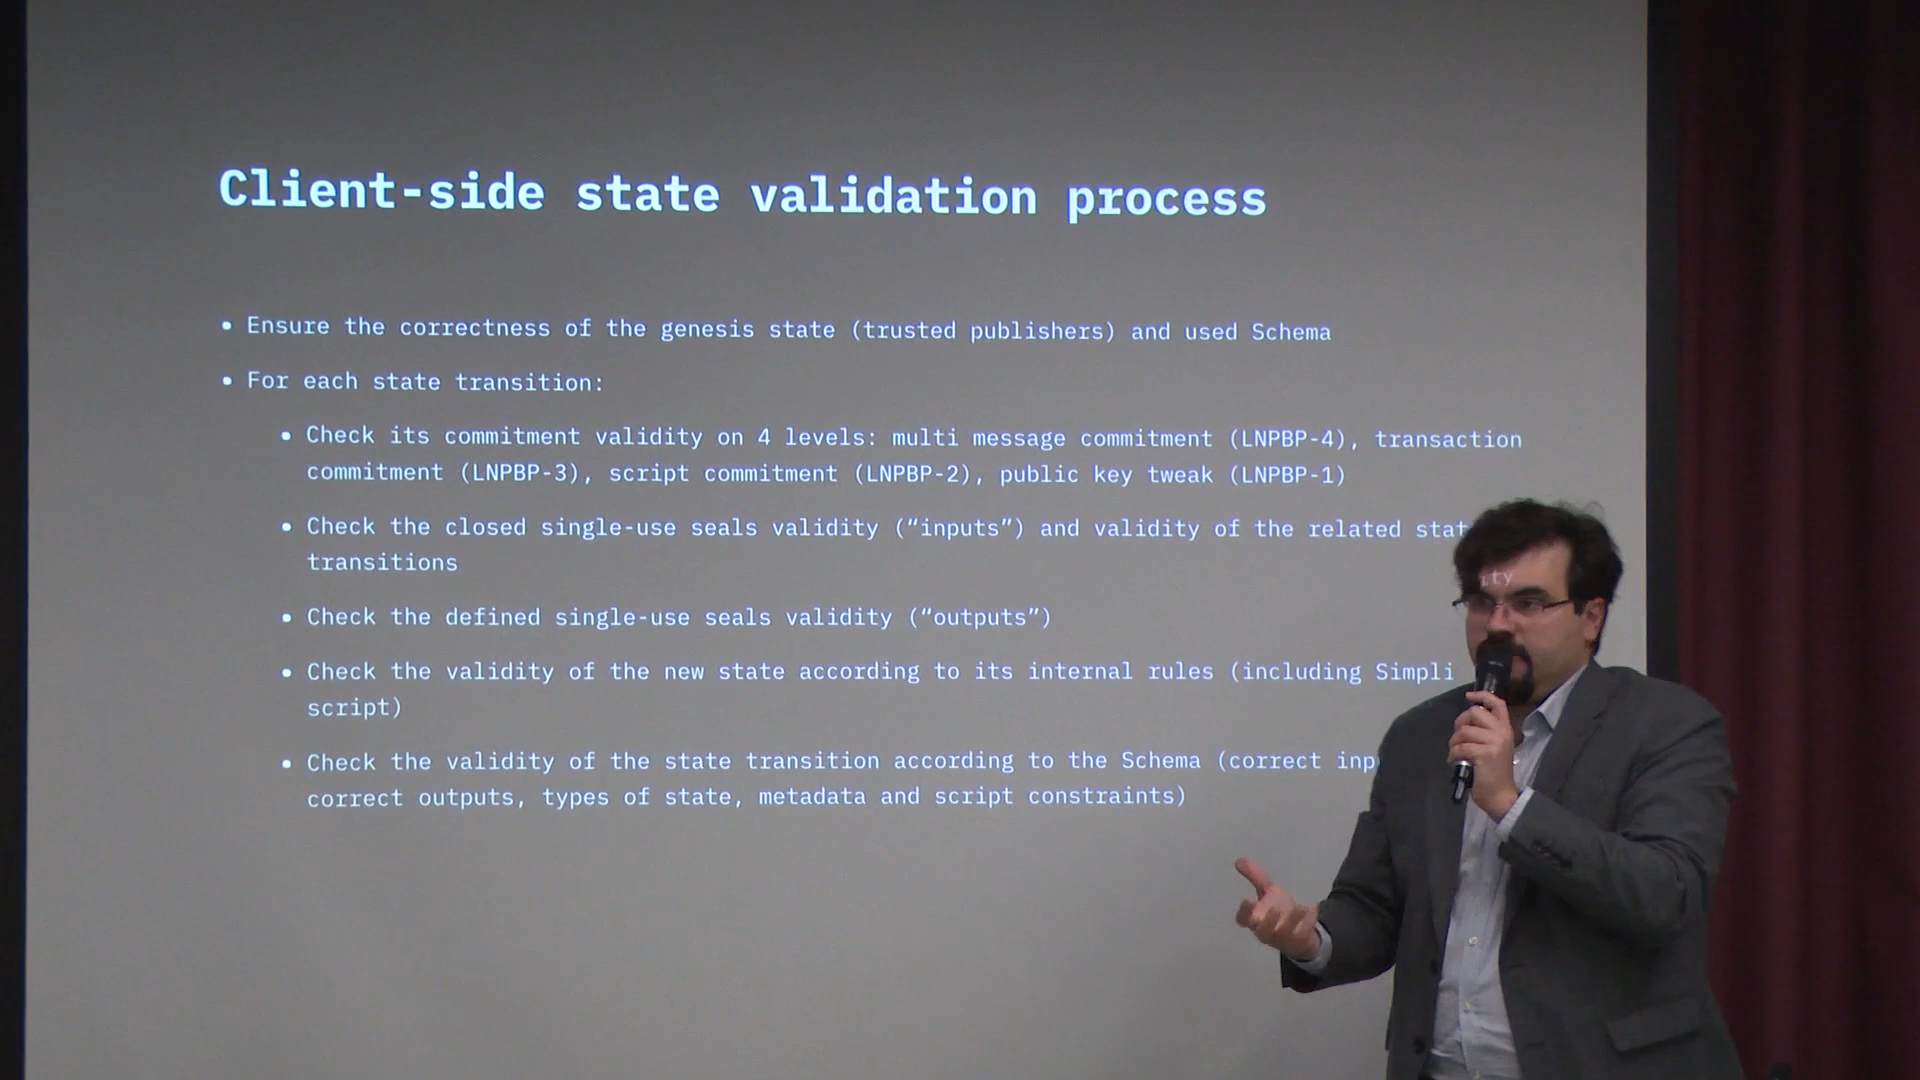 Client-side state validation process
• Ensure the correctness of the genesis state (trusted publishers) and used Schema
• For each state transition:
• Check its commitment validity on 4 levels: multi message commitment (LNPBP-4), transaction
commitment (LNPBP-3), script commitment (LNPBP-2), public key tweak (LNPBP-1)
• Check the closed single-use seals validity (“inputs”) and validity of the related stat
transitions
• Check the defined single-use seals validity (“outputs”)
• Check the validity of the new state according to its internal rules (including Simpli
script)
• Check the validity of the state transition according to the Schema (correct inp
correct outputs, types of state, metadata and script constraints)